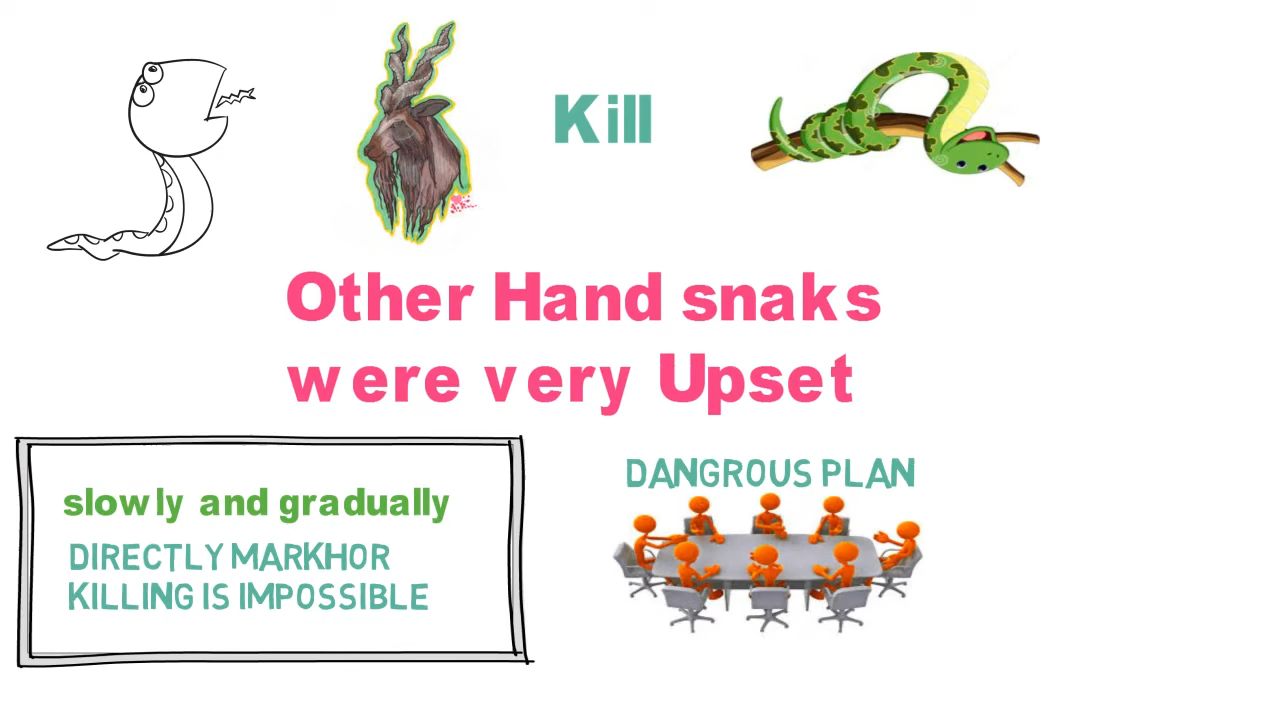 Kill
Other Hand snaks
were very Upset
slowly and gradually
DIRECTLY MARKHOR
KILLING IS IMPOSSIBLE
DANGROUS PLAN